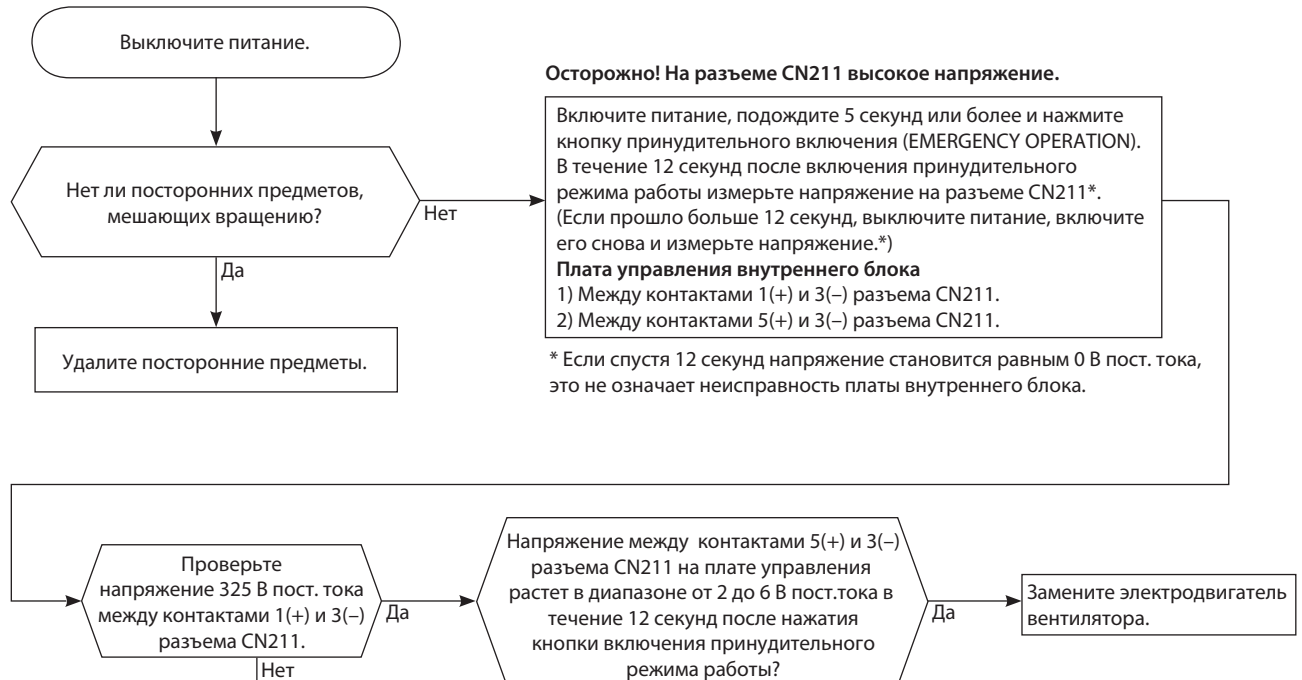 Выключите питание.
Осторожно! На разъеме CN211 высокое напряжение.
Нет ли посторонних предметов,
мешающих вращению?
Нет
Да
Удалите посторонние предметы.
Включите питание, подождите 5 секунд или более и нажмите
кнопку принудительного включения (EMERGENCY OPERATION).
В течение 12 секунд после включения принудительного
режима работы измерьте напряжение на разъеме CN211*.
(Если прошло больше 12 секунд, выключите питание, включите
его снова и измерьте напряжение.*)
Плата управления внутреннего блока
1) Между контактами 1(+) и 3(–) разъема CN211.
2) Между контактами 5(+) и 3(–) разъема CN211.
* Если спустя 12 секунд напряжение становится равным 0 В пост. тока,
это не означает неисправность платы внутреннего блока.
Проверьте
напряжение 325 В пост. тока
между контактами 1(+) и 3(–)
разъема CN211.
Да
Нет
Напряжение между контактами 5(+) и 3(–)
разъема CN211 на плате управления
растет в диапазоне от 2 до 6 В пост.тока в
течение 12 секунд после нажатия
кнопки включения принудительного
режима работы?
Да
Замените электродвигатель
вентилятора.